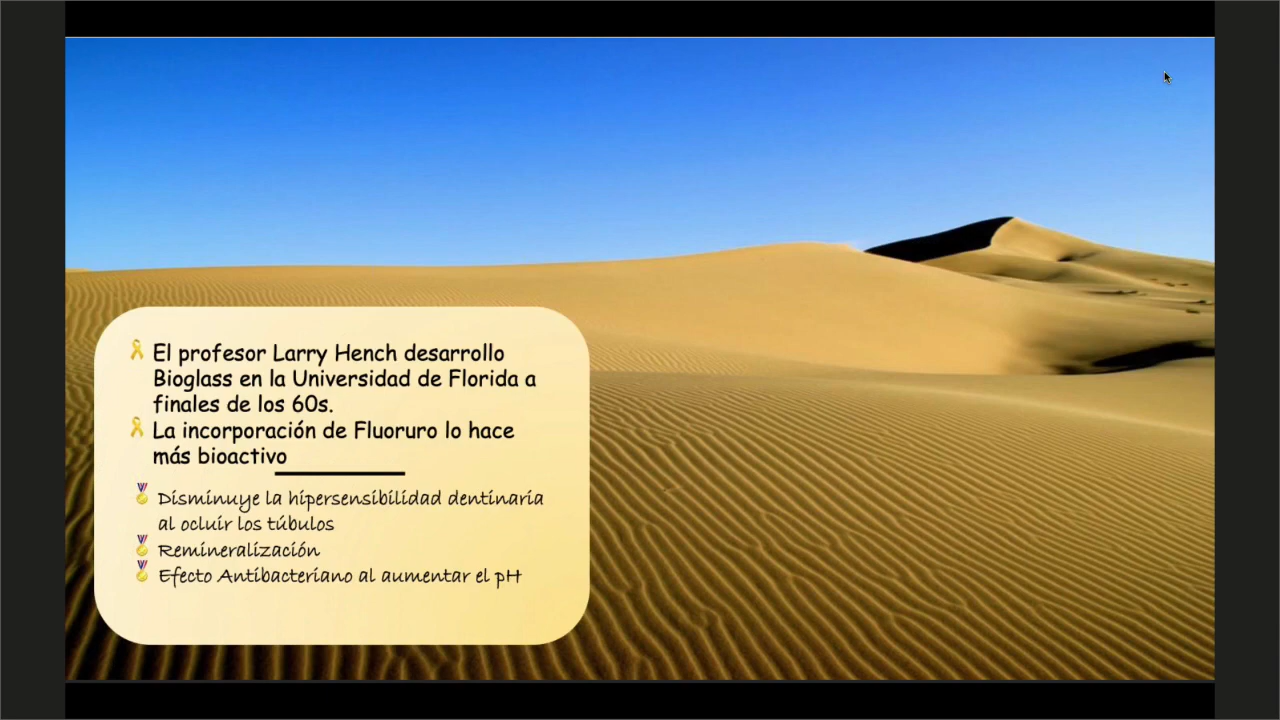 El profesor Larry Hench desarrollo
Bioglass en la Universidad de Florida a
finales de los 60s.
La incorporación de Fluoruro lo hace
más bioactivo
Disminuye la hipersensibilidad dentinaria
al ocluir los túbulos
Remineralización
Efecto Antibacteriano al aumentar el pH